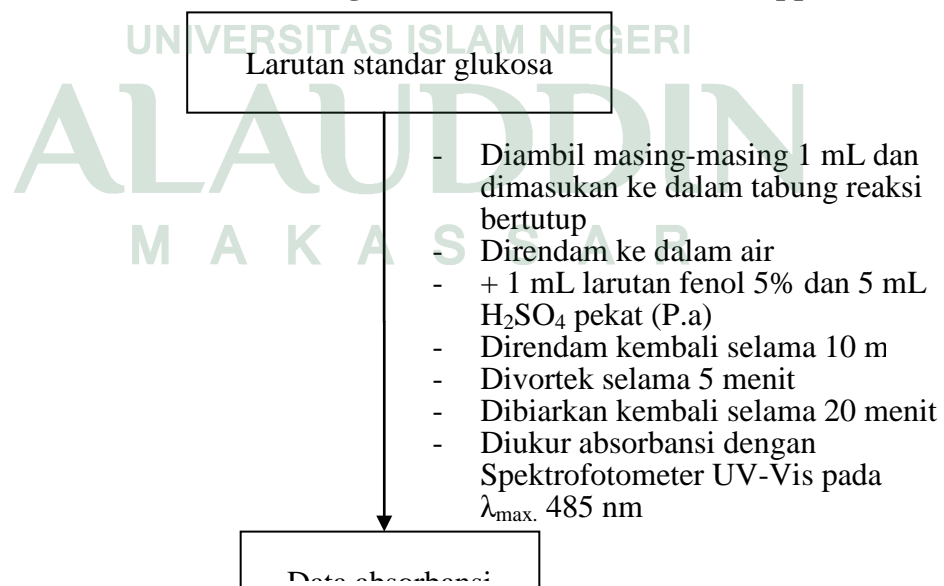 UNIVERSITAS ISLAM NEGERI
ALAUDDIN
MAKASSAR
Larutan standar glukosa
- Diambil masing-masing 1 mL dan
dimasukan ke dalam tabung reaksi
bertutup
- Direndam ke dalam air
- + 1 mL larutan fenol 5% dan 5 mL
H₂SO₄ pekat (P.a)
- Direndam kembali selama 10 m
- Divortek selama 5 menit
- Dibiarkan kembali selama 20 menit
- Diukur absorbansi dengan
Spektrofotometer UV-Vis pada
λmax. 485 nm
Data absorbansi